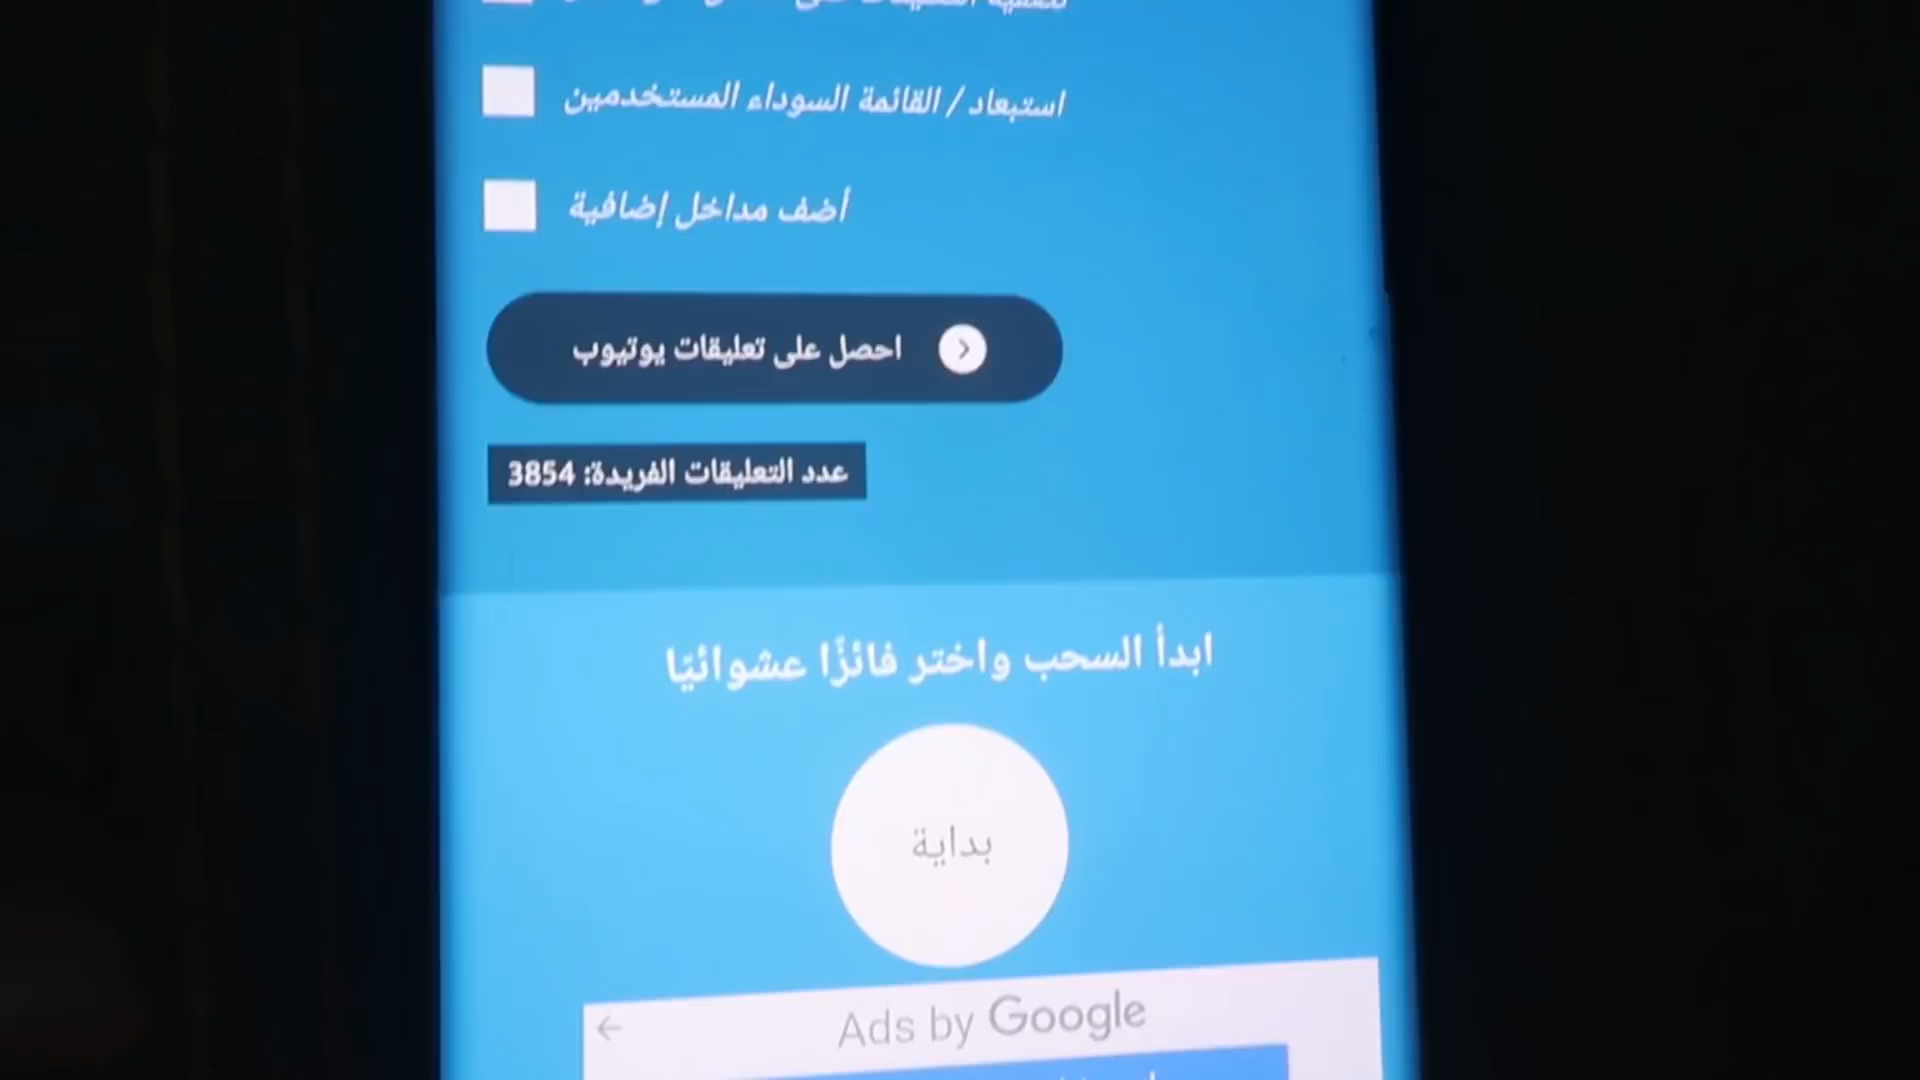 استبعاد / القائمة السوداء المستخدمين
أضف مداخل إضافية
احصل على تعليقات يوتيوب
عدد التعليقات الفريدة: 3854
ابدأ السحب واختر فائزًا عشوائيًا
بداية
Ads by Google